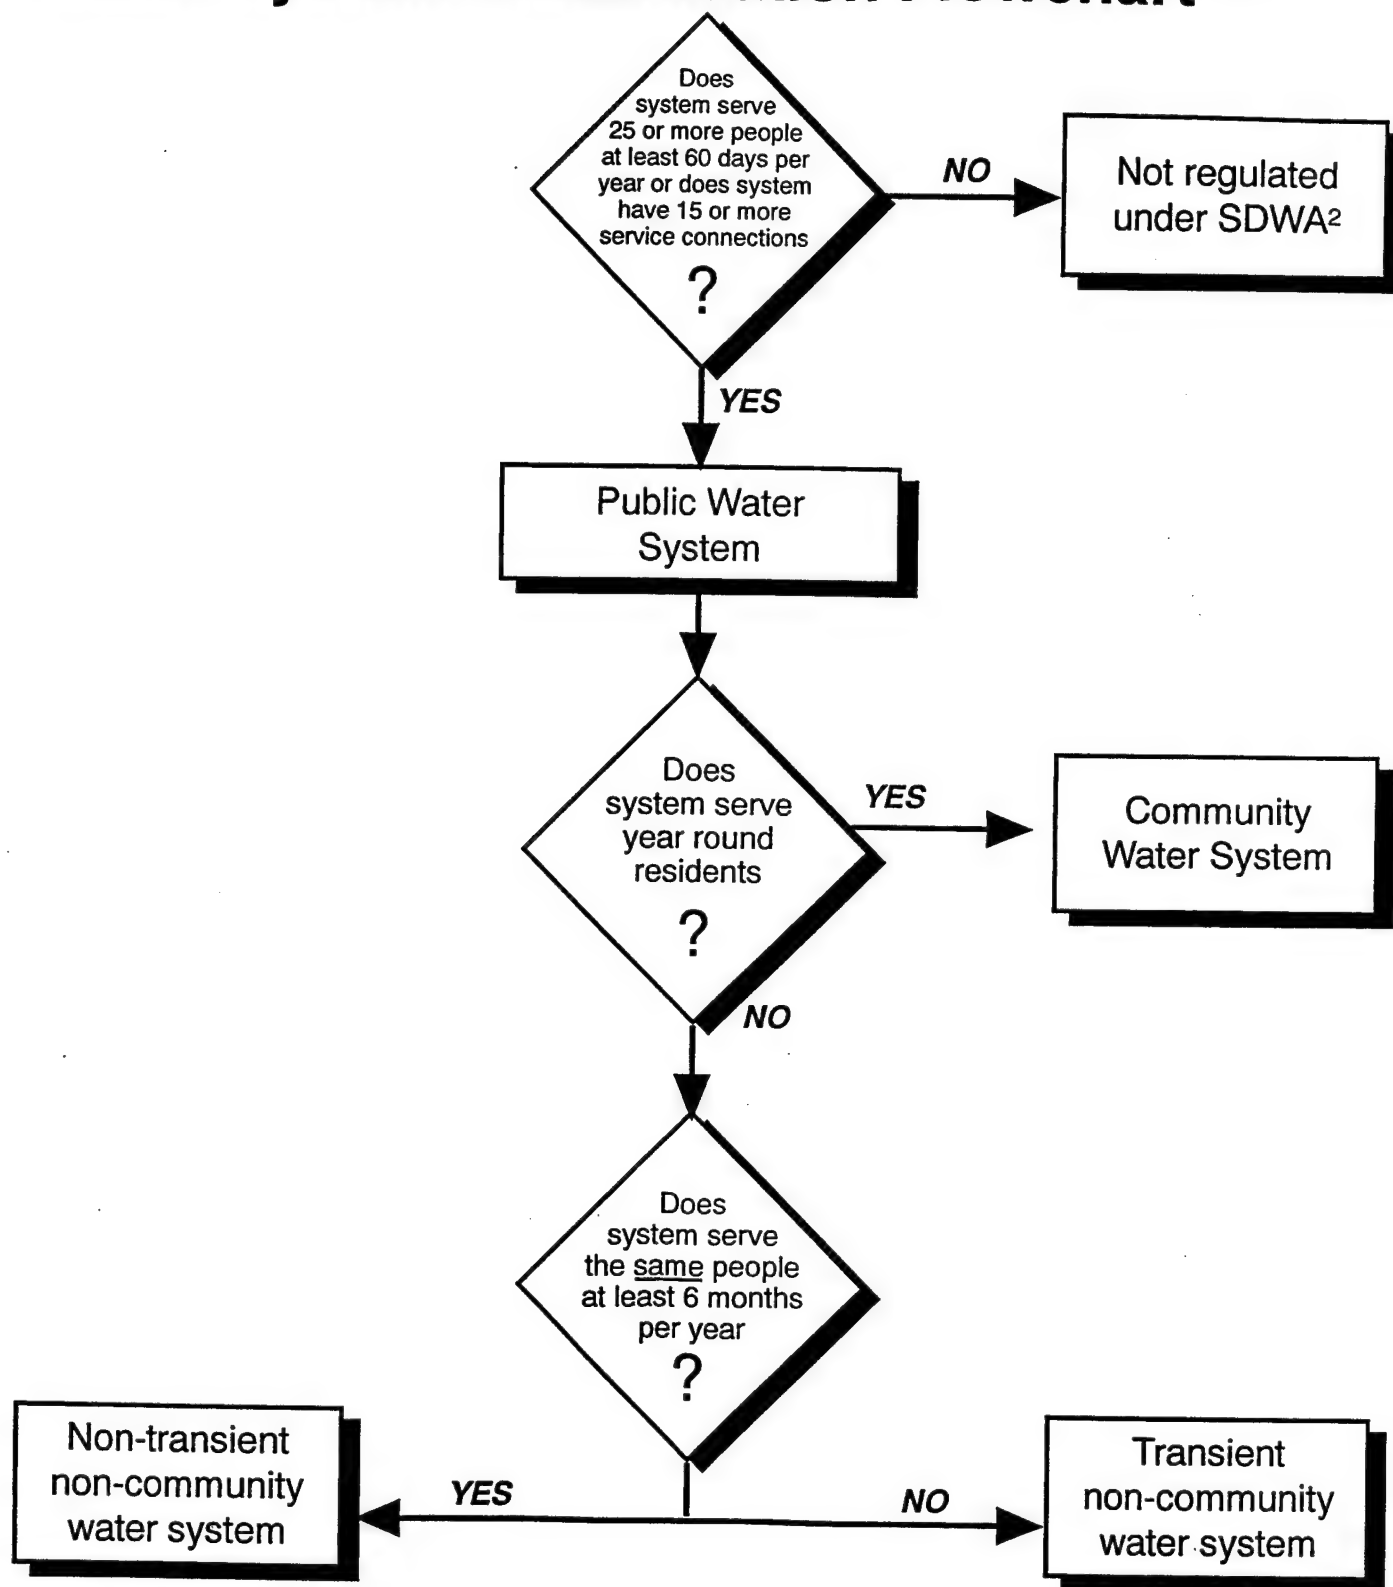 Flowchart
Does
system serve
25 or more people
at least 60 days per
year or does system
have 15 or more
service connections
?
NO
Not regulated
under SDWA2
YES
Public Water
System
Does
system serve
year round
residents
?
YES
Community
Water System
NO
Does
system serve
the same people
at least 6 months
per year
?
Non-transient
non-community
water system
YES
NO
Transient
non-community
water system